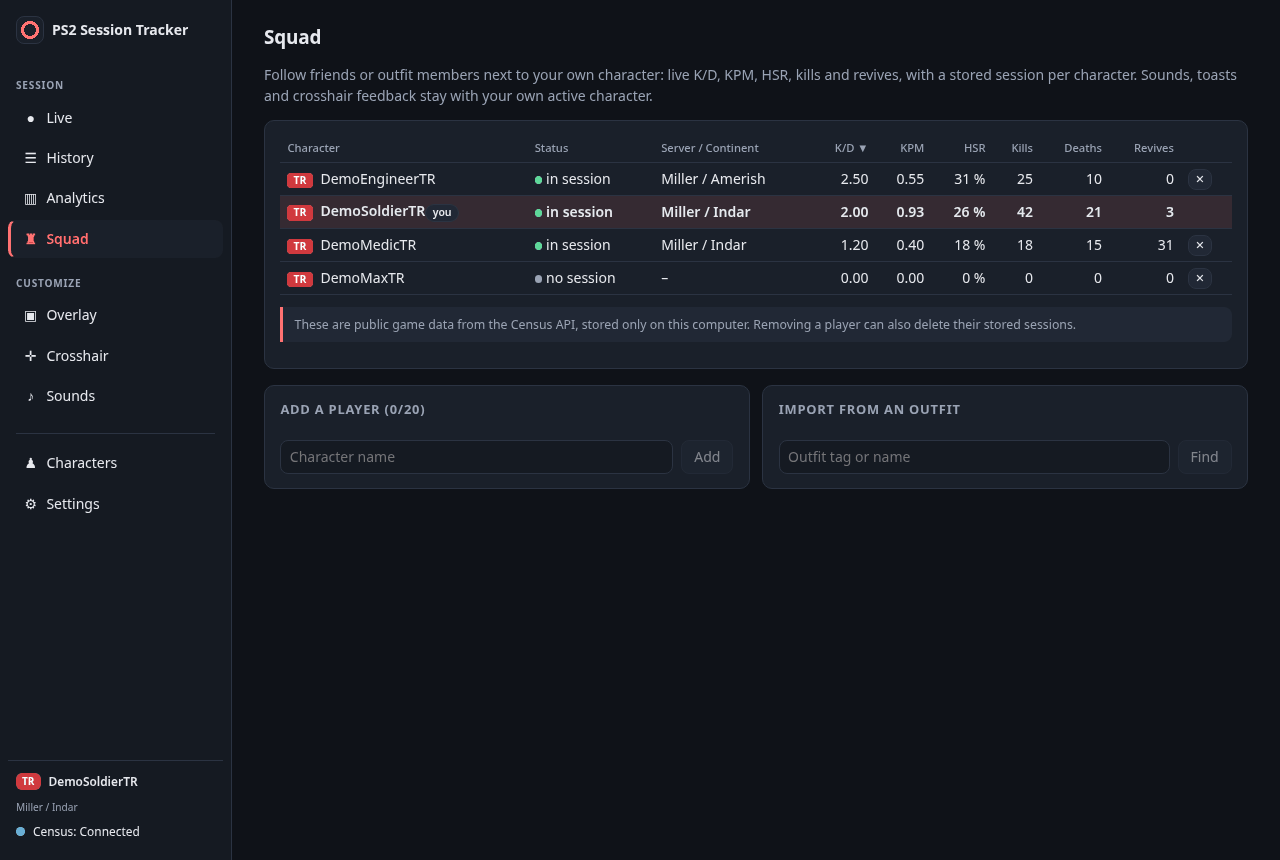 PS2 Session Tracker
SESSION
Live
History
Analytics
Squad
CUSTOMIZE
Overlay
Crosshair
Sounds
Characters
Settings
TR DemoSoldierTR
Miller / Indar
Census: Connected
Squad
Follow friends or outfit members next to your own character: live K/D, KPM, HSR, kills and revives, with a stored session per character. Sounds, toasts
and crosshair feedback stay with your own active character.
Character Status Server / Continent K/D ▼ KPM HSR Kills Deaths Revives
TR DemoEngineerTR in session Miller / Amerish 2.50 0.55 31 % 25 10 0 ✕
TR DemoSoldierTR you in session Miller / Indar 2.00 0.93 26 % 42 21 3
TR DemoMedicTR in session Miller / Indar 1.20 0.40 18 % 18 15 31 ✕
TR DemoMaxTR no session – 0.00 0.00 0 % 0 0 0 ✕
These are public game data from the Census API, stored only on this computer. Removing a player can also delete their stored sessions.
ADD A PLAYER (0/20)
Character name Add
IMPORT FROM AN OUTFIT
Outfit tag or name Find